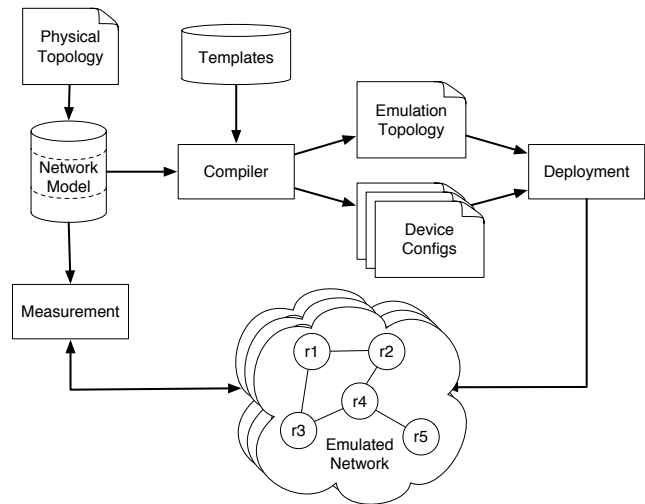 Physical
Topology
Templates
Emulation
Topology
Network
Model
Compiler
Deployment
Device
Configs
Measurement
r1
r2
r4
r3
r5
Emulated
Network